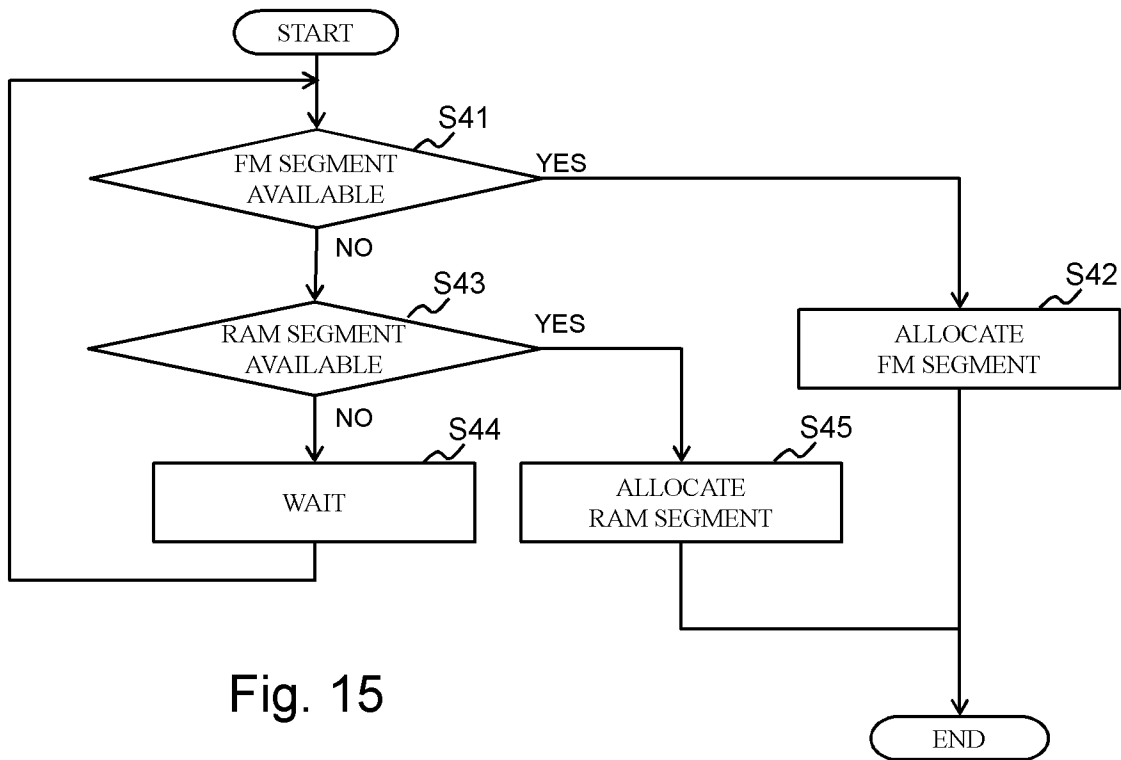 START
S41
FM SEGMENT
AVAILABLE
YES
NO
S43
RAM SEGMENT
AVAILABLE
YES
S42
ALLOCATE
FM SEGMENT
NO
S44
WAIT
S45
ALLOCATE
RAM SEGMENT
Fig. 15
END